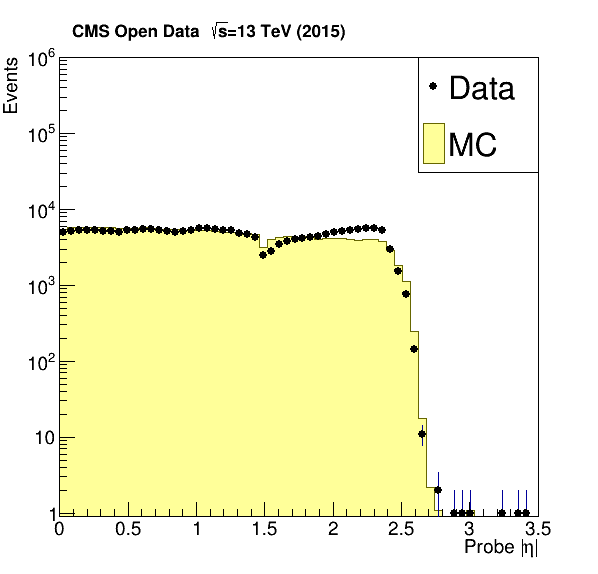 CMS Open Data √s=13 TeV (2015)
Events
10^6
10^5
10^4
10^3
10^2
10
1
Data
MC
0 0.5 1 1.5 2 2.5 3 3.5
Probe |η|